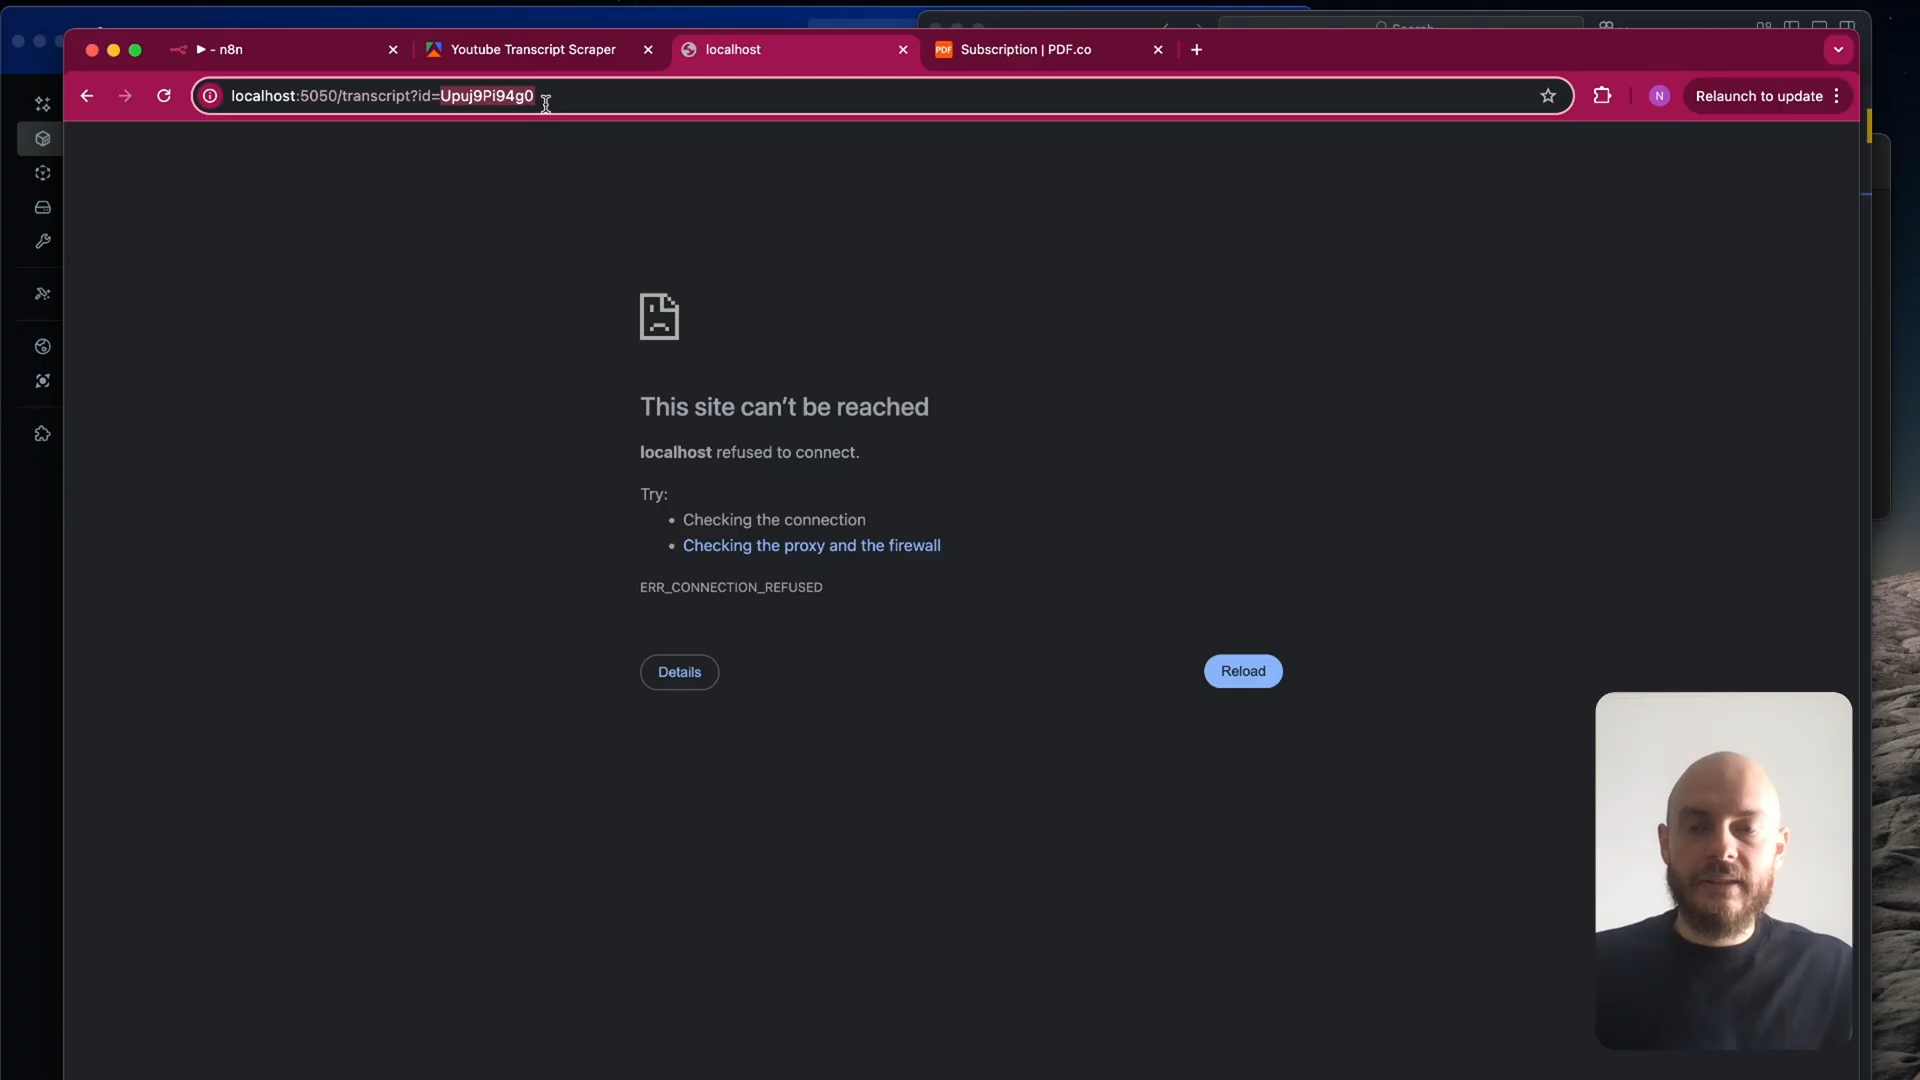 Search
▶ - n8n
Youtube Transcript Scraper
localhost
PDF
Subscription | PDF.co
localhost:5050/transcript?id=Upuj9Pi94g0
N
Relaunch to update
This site can't be reached
localhost refused to connect.
Try:
• Checking the connection
• Checking the proxy and the firewall
ERR_CONNECTION_REFUSED
Details
Reload